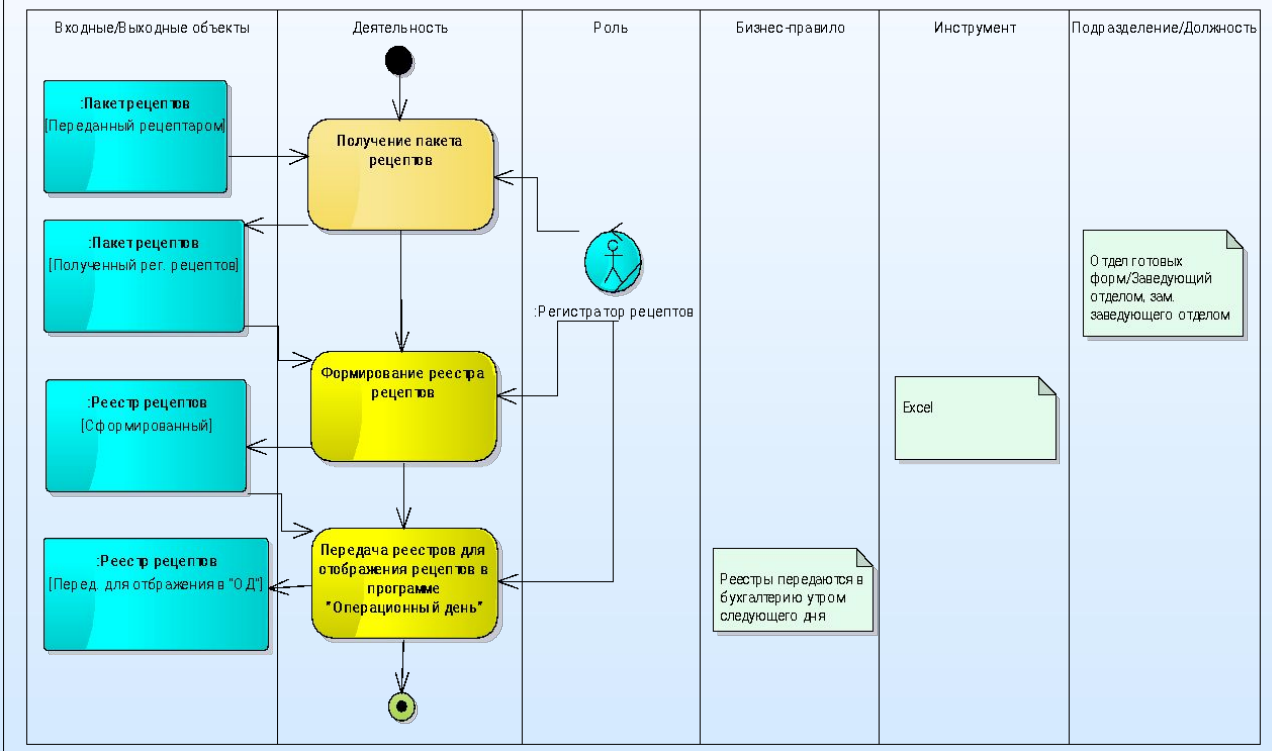 Входные/Выходные объекты
Деятельность
Роль
Бизнес-правило
Инструмент
Подразделение/Должность
:Пакет рецептов
[Переданный рецептаром]
Получение пакета
рецептов
:Пакет рецептов
[Полученный рег. рецептов]
:Регистратор рецептов
Отдел готовых
форм/Заведующий
отделом, зам.
заведующего отделом
Формирование реестра
рецептов
:Реестр рецептов
[Сформированный]
Excel
Передача реестров для
отображения рецептов в
программе
"Операционный день"
:Реестр рецептов
[Перед. для отбражения в "ОД"]
Реестры передаются в
бухгалтерию утром
следующего дня